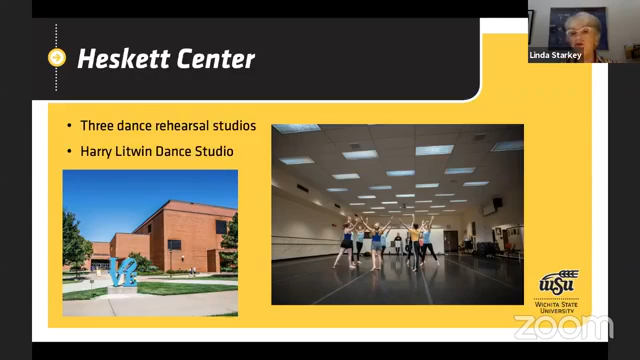 Heskett Center
Linda Starkey
• Three dance rehearsal studios
• Harry Litwin Dance Studio
LOVE
WSU
WICHITA STATE
UNIVERSITY
zoom